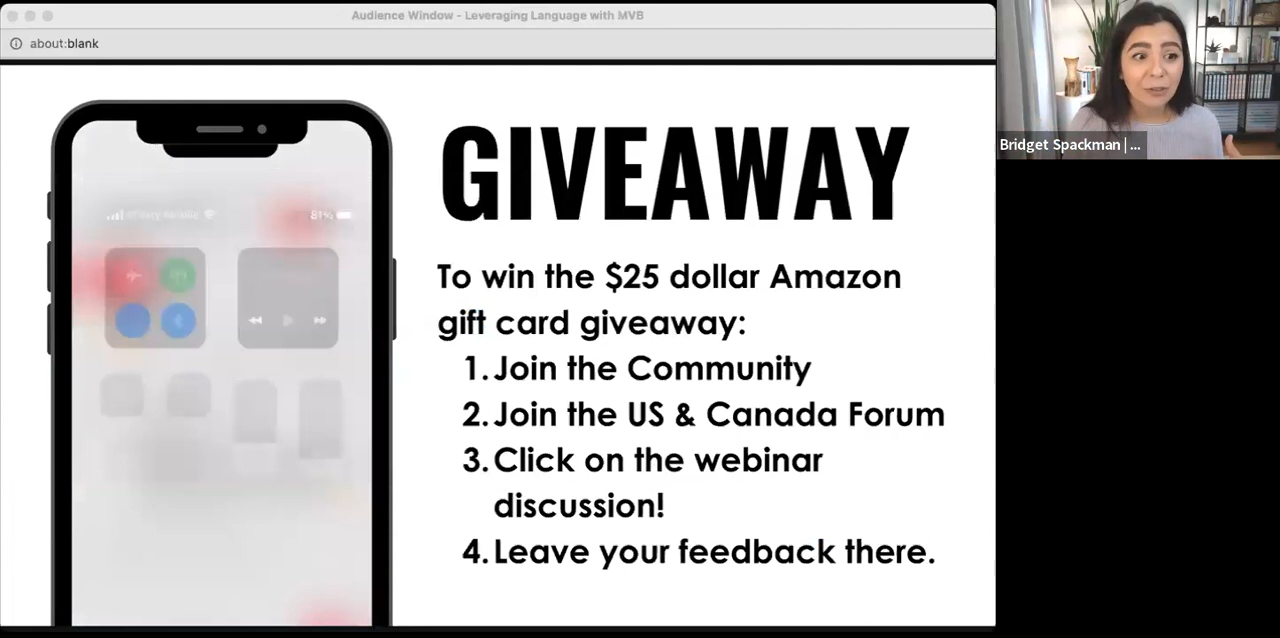 Audience Window - Leveraging Language with MVB
about:blank
Bridget Spackman | ...
81%
GIVEAWAY
To win the $25 dollar Amazon
gift card giveaway:
1. Join the Community
2. Join the US & Canada Forum
3. Click on the webinar
discussion!
4. Leave your feedback there.